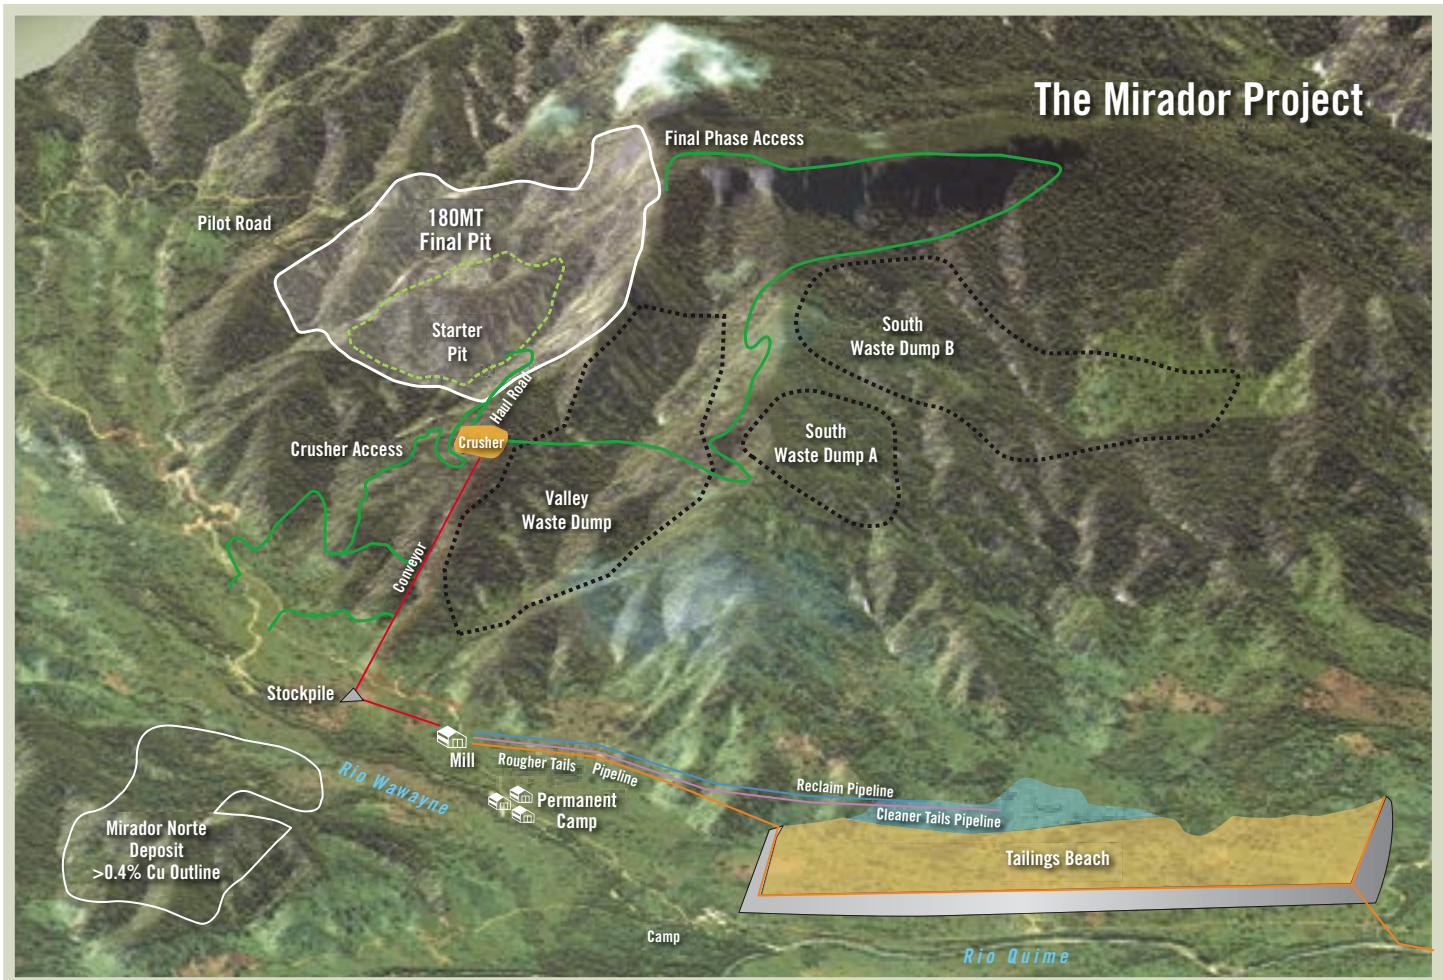 The Mirador Project
Final Phase Access
Pilot Road
180MT
Final Pit
Starter
Pit
South
Waste Dump B
Haul Road
Crusher
Crusher Access
South
Waste Dump A
Valley
Waste Dump
Conveyor
Stockpile
Mill
Rougher Tails Pipeline
Rio Wawayne
Reclaim Pipeline
Cleaner Tails Pipeline
Permanent
Camp
Mirador Norte
Deposit
>0.4% Cu Outline
Tailings Beach
Camp
Rio Quime